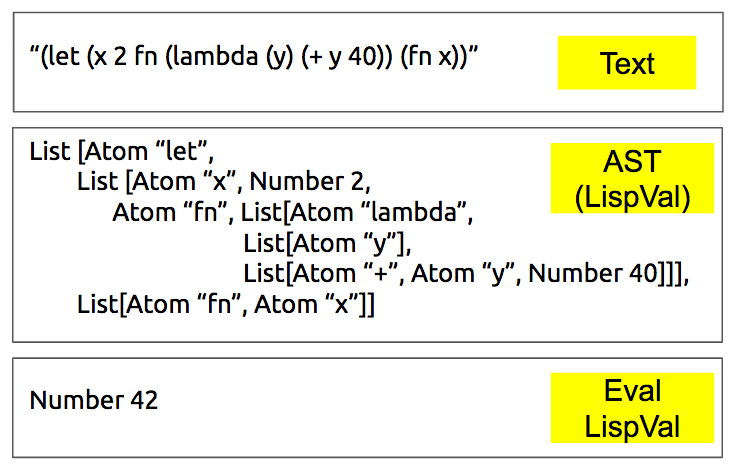 “(let (x 2 fn (lambda (y) (+ y 40)) (fn x))”
Text
List [Atom “let”,
List [Atom “x”, Number 2,
Atom “fn”, List[Atom “lambda”,
List[Atom “y”],
List[Atom “+”, Atom “y”, Number 40]]],
List[Atom “fn”, Atom “x”]]
AST
(LispVal)
Number 42
Eval
LispVal